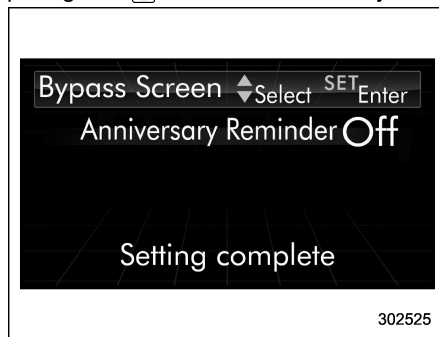 Bypass Screen Select SET Enter
Anniversary Reminder Off
Setting complete
302525